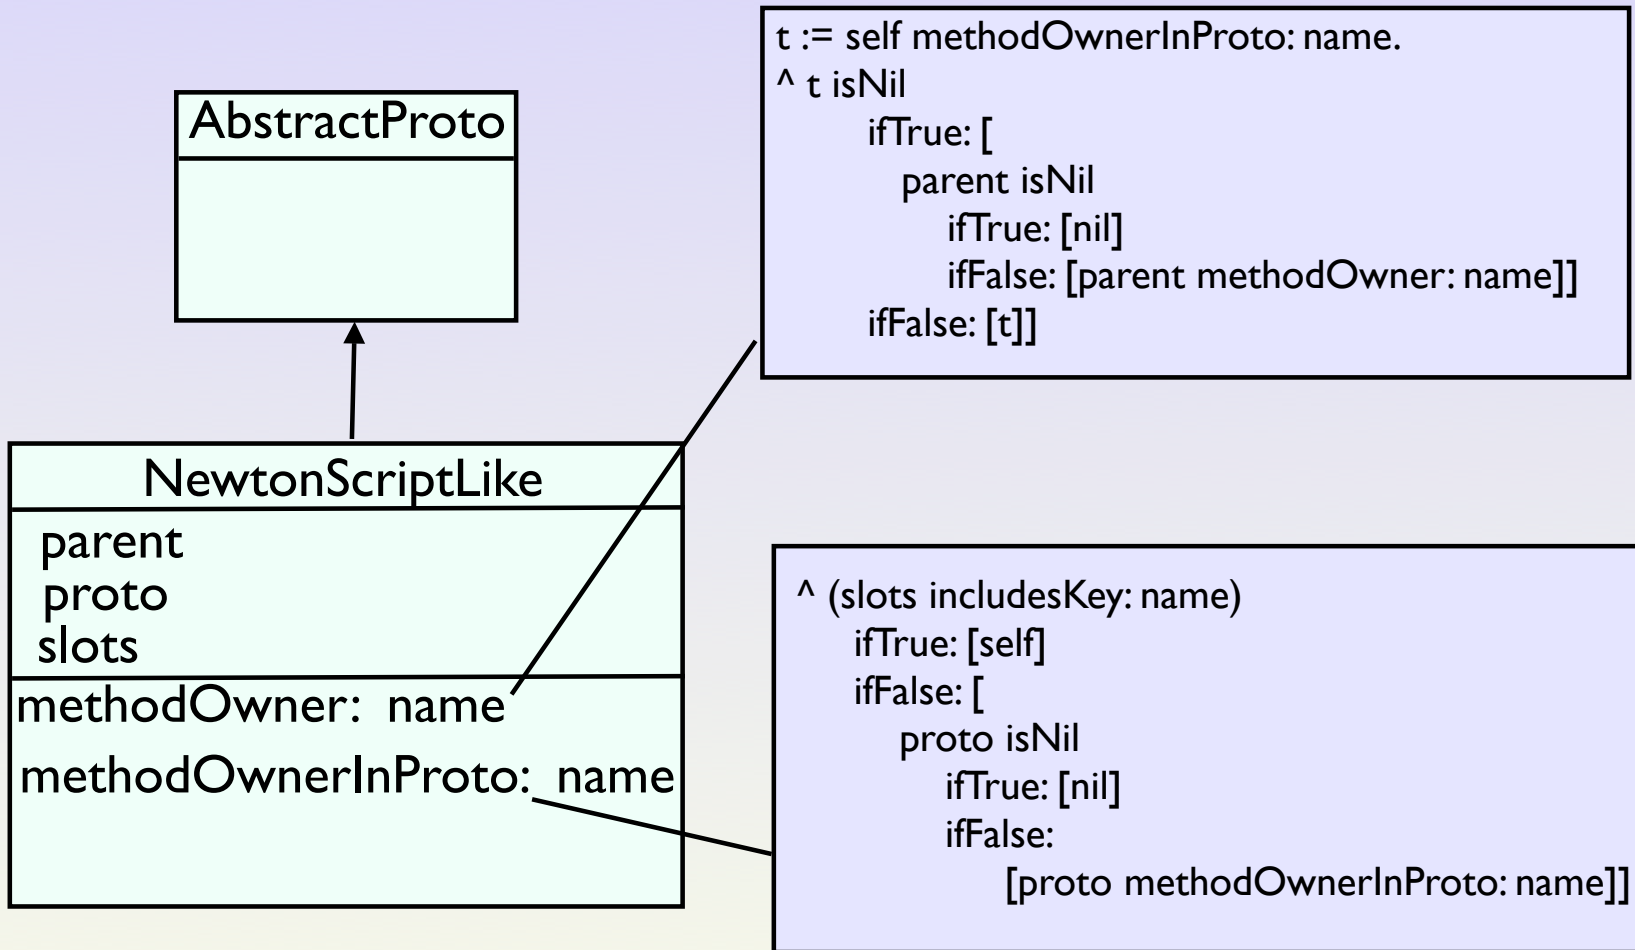 AbstractProto
NewtonScriptLike
parent
proto
slots
methodOwner: name
methodOwnerInProto: name
t := self methodOwnerInProto: name.
^ t isNil
ifTrue: [
parent isNil
ifTrue: [nil]
ifFalse: [parent methodOwner: name]]
ifFalse: [t]]
^ (slots includesKey: name)
ifTrue: [self]
ifFalse: [
proto isNil
ifTrue: [nil]
ifFalse:
[proto methodOwnerInProto: name]]